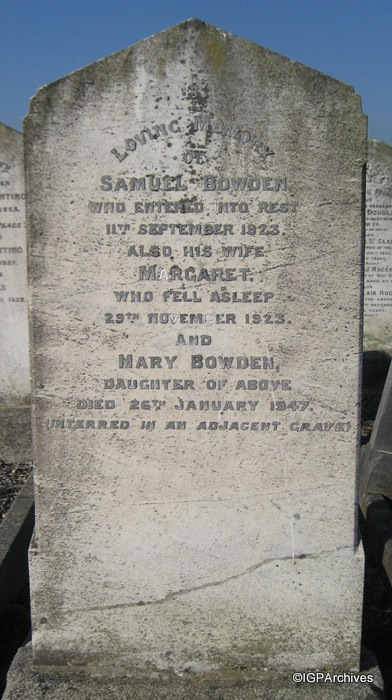 Loving Memory
OF
Samuel Bowden,
WHO ENTERED INTO REST
11TH SEPTEMBER 1923.
ALSO HIS WIFE
Margaret,
WHO FELL ASLEEP
29TH NOVEMBER 1923.
AND
Mary Bowden,
DAUGHTER OF ABOVE
DIED 26TH JANUARY 1947.
(INTERRED IN AN ADJACENT GRAVE)
©IGPArchives